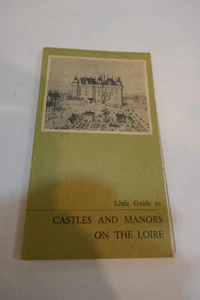 Little Guide to
CASTLES AND MANORS
ON THE LOIRE